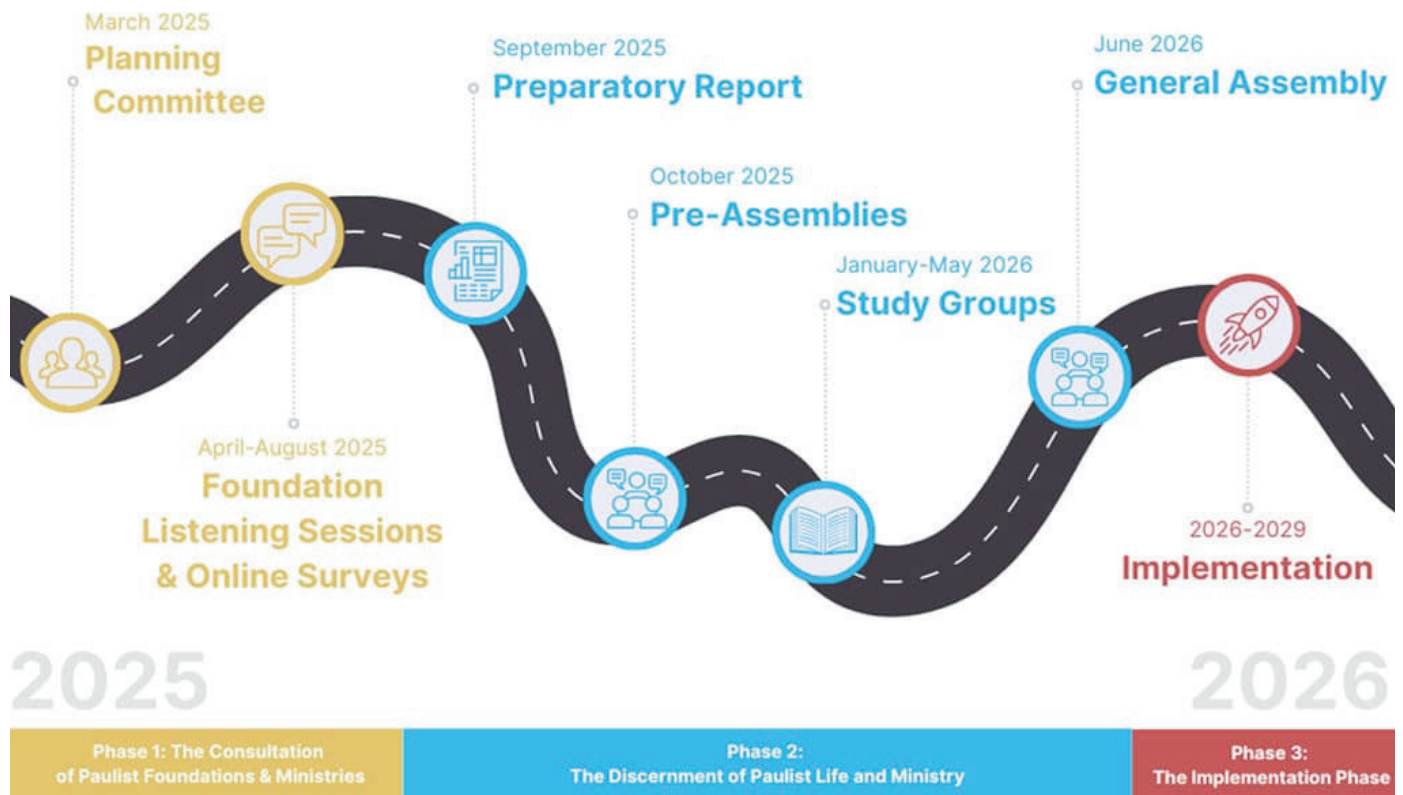 March 2025
Planning
Committee
September 2025
Preparatory Report
June 2026
General Assembly
October 2025
Pre-Assemblies
January-May 2026
Study Groups
April-August 2025
Foundation
Listening Sessions
& Online Surveys
2026-2029
Implementation
2025
2026
Phase 1: The Consultation
of Paulist Foundations & Ministries
Phase 2:
The Discernment of Paulist Life and Ministry
Phase 3:
The Implementation Phase